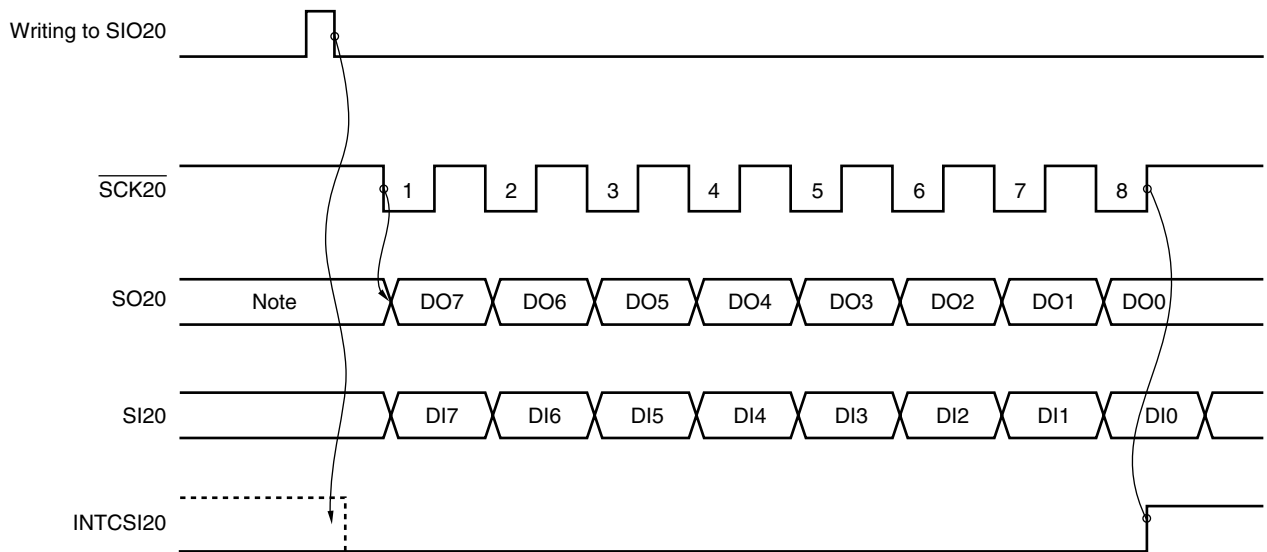 Writing to SIO20
SCK20
1 2 3 4 5 6 7 8
SO20
Note DO7 DO6 DO5 DO4 DO3 DO2 DO1 DO0
SI20
DI7 DI6 DI5 DI4 DI3 DI2 DI1 DI0
INTCSI20